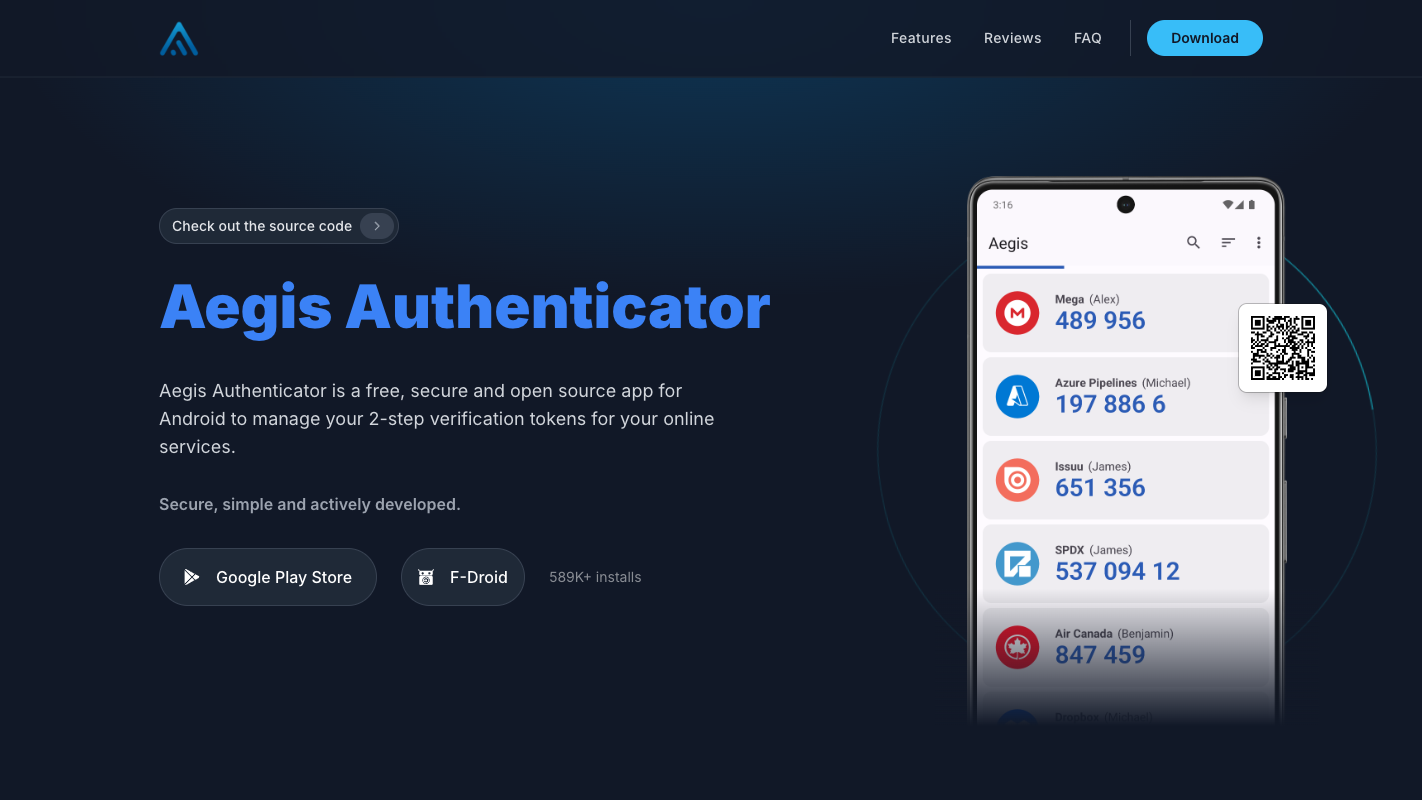 Features
Reviews
FAQ
Download
Check out the source code
Aegis Authenticator
Aegis Authenticator is a free, secure and open source app for
Android to manage your 2-step verification tokens for your online
services.
Secure, simple and actively developed.
Google Play Store
F-Droid
589K+ installs
3:16
Aegis
Mega (Alex)
489 956
Azure Pipelines (Michael)
197 886 6
Issuu (James)
651 356
SPDX (James)
537 094 12
Air Canada (Benjamin)
847 459
Dropbox (Michael)